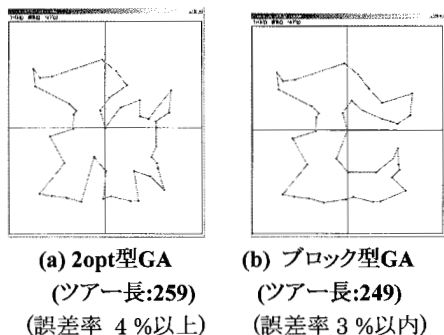 (a) 2opt型GA
(ツアー長:259)
(誤差率 4%以上)
(b) ブロック型GA
(ツアー長:249)
(誤差率 3%以内)